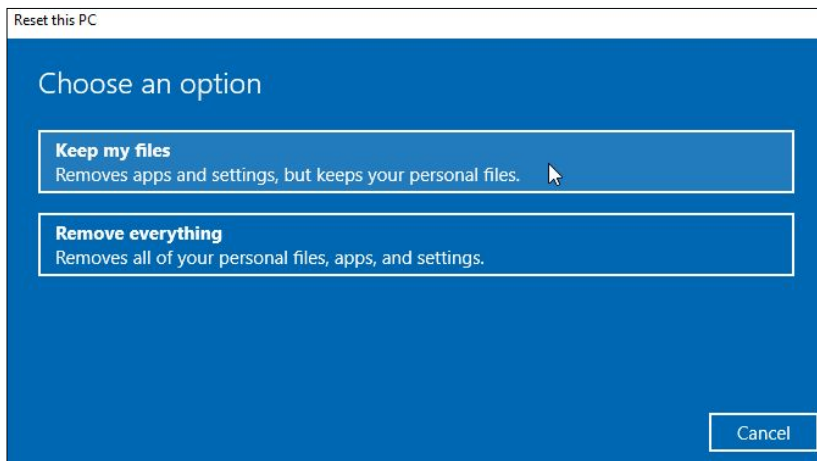 Reset this PC
Choose an option
Keep my files
Removes apps and settings, but keeps your personal files.
Remove everything
Removes all of your personal files, apps, and settings.
Cancel